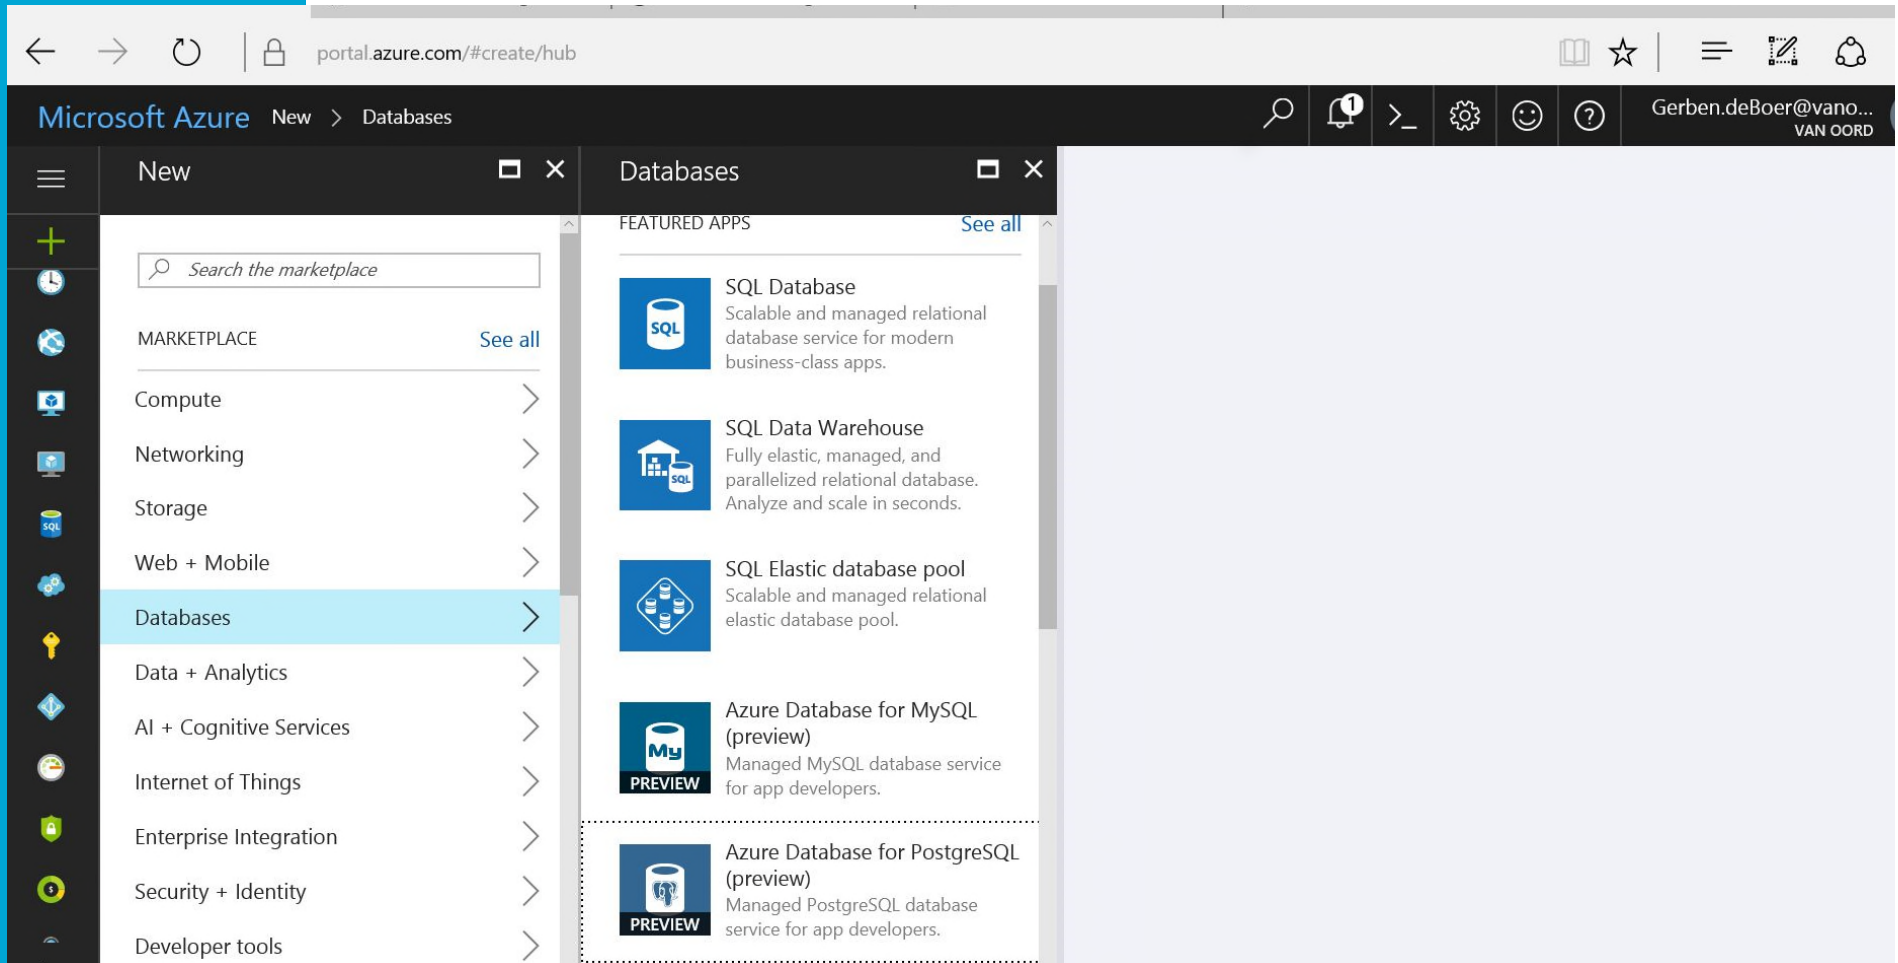 portal.azure.com/#create/hub
Microsoft Azure New > Databases
1
Gerben.deBoer@vano...
VAN OORD
New
Search the marketplace
MARKETPLACE See all
Compute
Networking
Storage
Web + Mobile
Databases
Data + Analytics
AI + Cognitive Services
Internet of Things
Enterprise Integration
Security + Identity
Developer tools
Databases
FEATURED APPS See all
SQL
SQL Database
Scalable and managed relational
database service for modern
business-class apps.
SQL
SQL Data Warehouse
Fully elastic, managed, and
parallelized relational database.
Analyze and scale in seconds.
SQL Elastic database pool
Scalable and managed relational
elastic database pool.
My
PREVIEW
Azure Database for MySQL
(preview)
Managed MySQL database service
for app developers.
PREVIEW
Azure Database for PostgreSQL
(preview)
Managed PostgreSQL database
service for app developers.
SQL